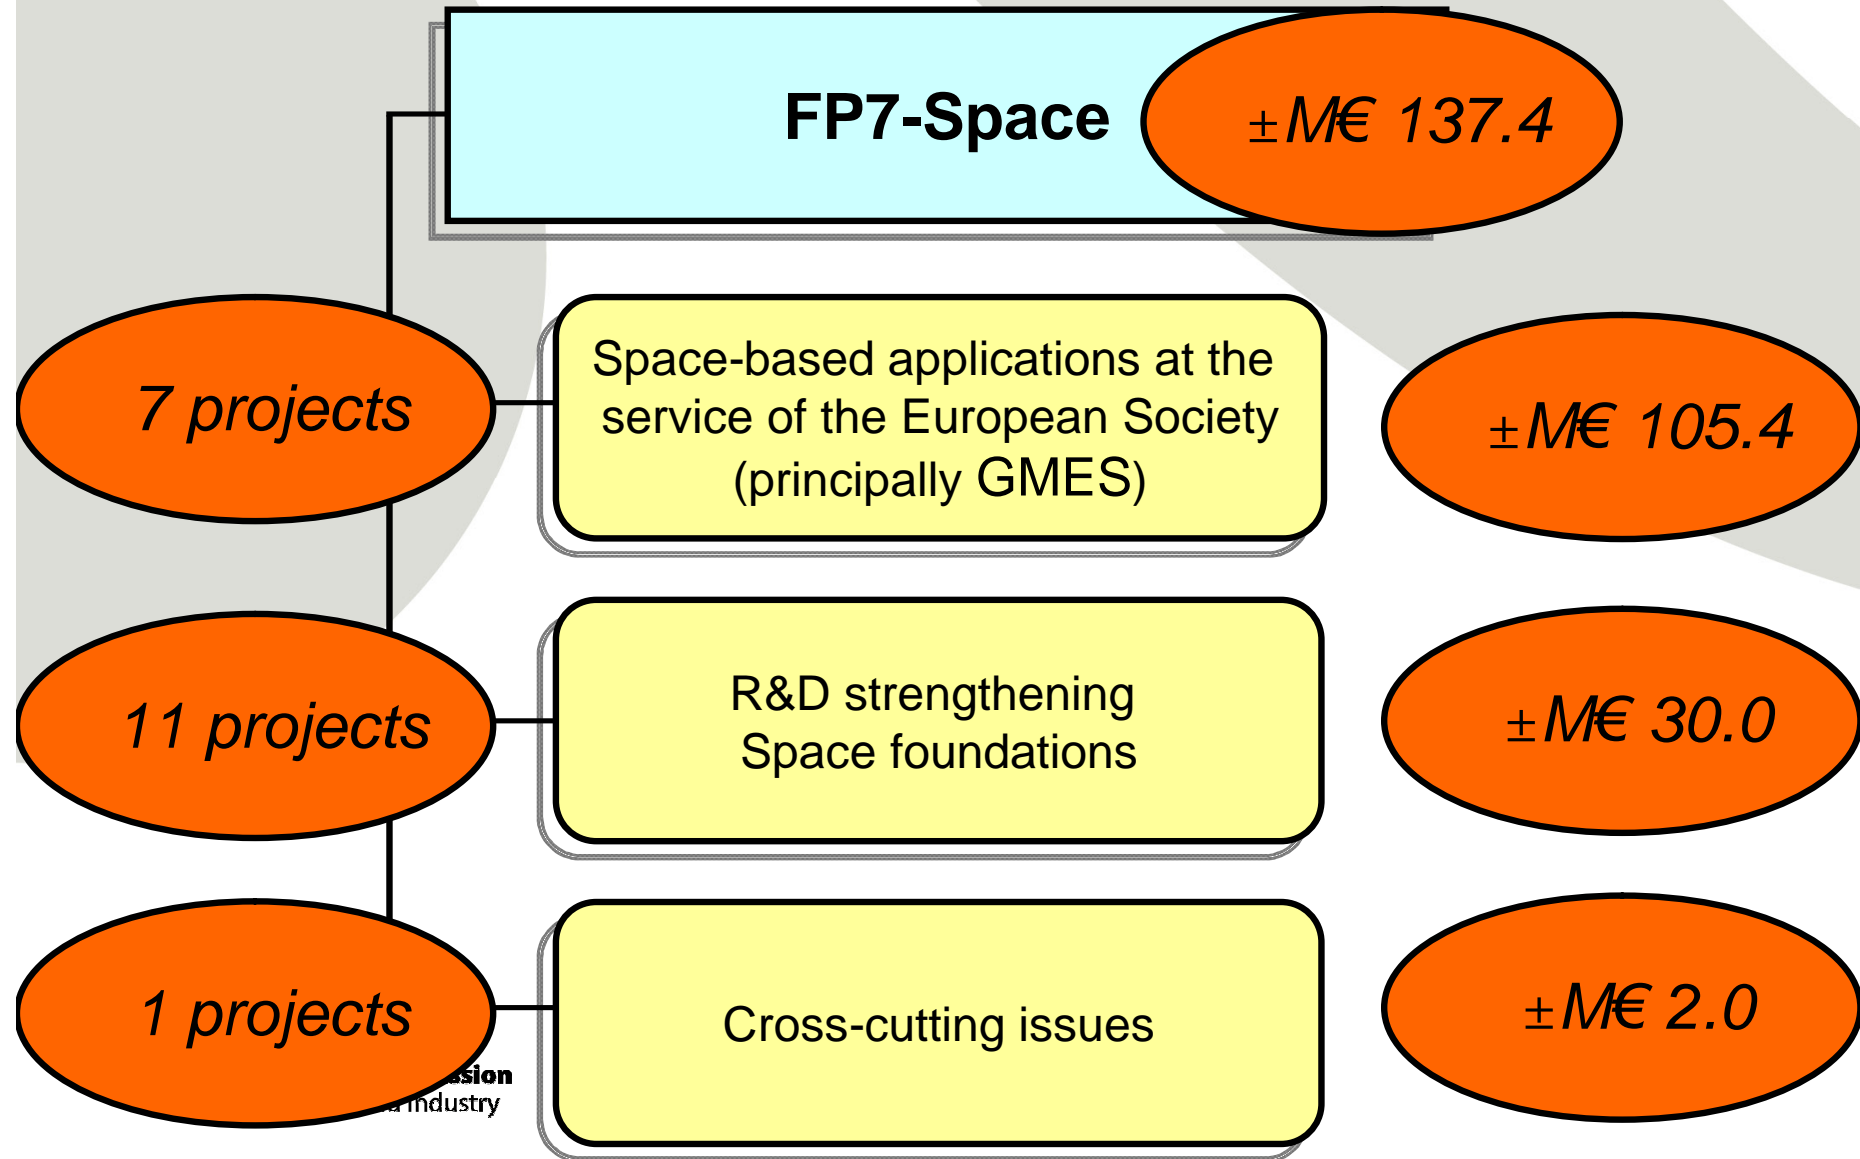 FP7-Space
±M€ 137.4
7 projects
Space-based applications at the
service of the European Society
(principally GMES)
±M€ 105.4
11 projects
R&D strengthening
Space foundations
±M€ 30.0
1 projects
Cross-cutting issues
±M€ 2.0
industry